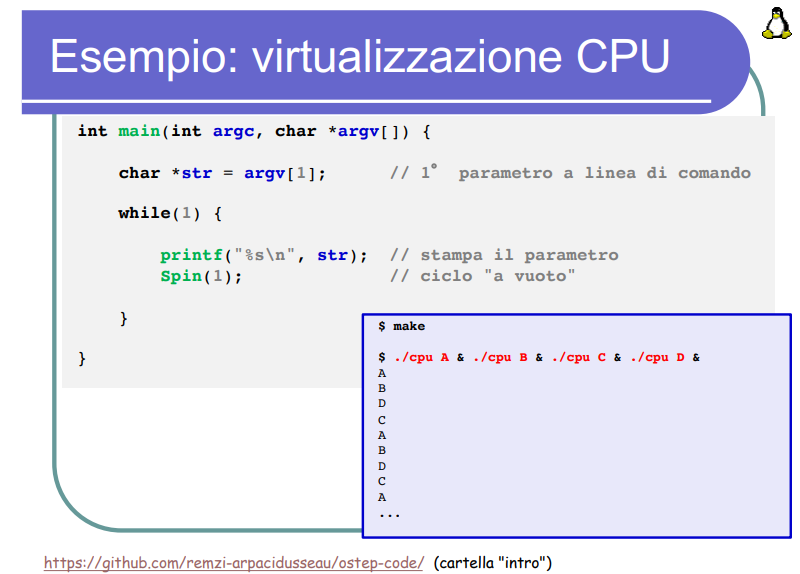 Esempio: virtualizzazione CPU
int main(int argc, char *argv[]) {
char *str = argv[1]; // 1° parametro a linea di comando
while(1) {
printf("%s\n", str); // stampa il parametro
Spin(1); // ciclo "a vuoto"
}
}
$ make
$ ./cpu A & ./cpu B & ./cpu C & ./cpu D &
A
B
D
C
A
B
D
C
A
...
https://github.com/remzi-arpacidusseau/ostep-code/ (cartella "intro")